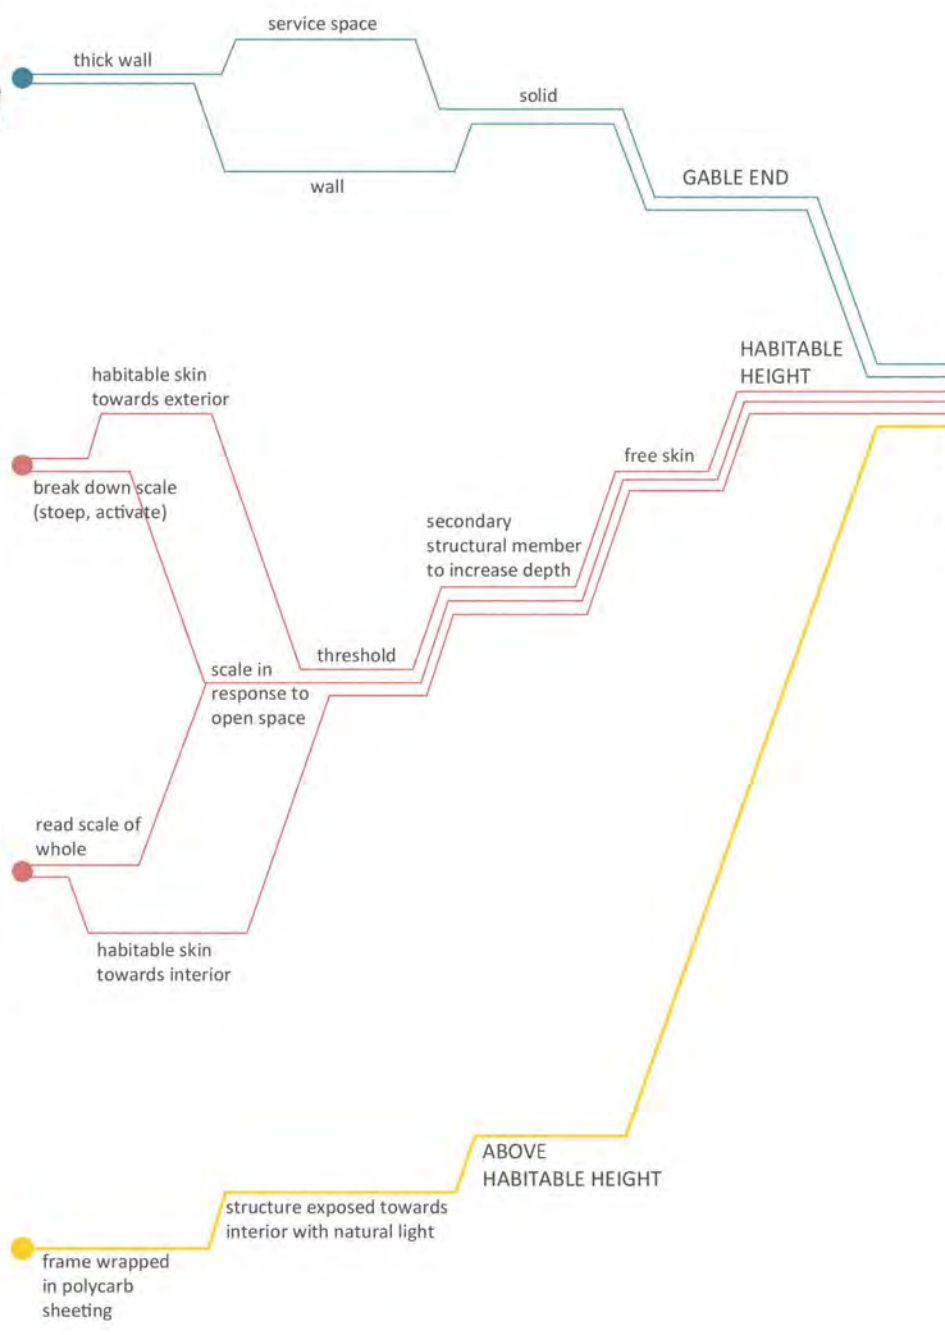 service space
thick wall
solid
wall
GABLE END
HABITABLE
HEIGHT
habitable skin
towards exterior
free skin
break down scale
(stoep, activate)
secondary
structural member
to increase depth
threshold
scale in
response to
open space
read scale of
whole
habitable skin
towards interior
ABOVE
HABITABLE HEIGHT
structure exposed towards
interior with natural light
frame wrapped
in polycarb
sheeting